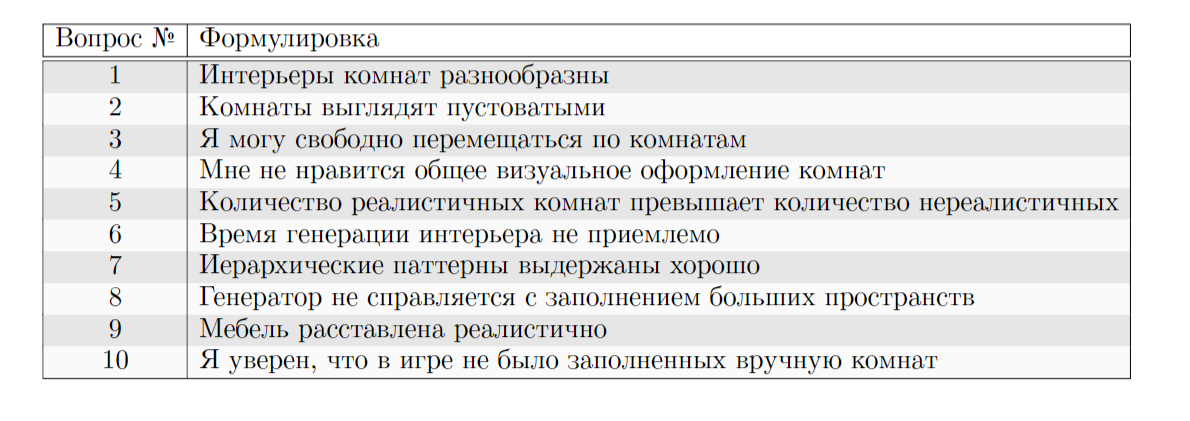 Вопрос № Формулировка
1 Интерьеры комнат разнообразны
2 Комнаты выглядят пустоватыми
3 Я могу свободно перемещаться по комнатам
4 Мне не нравится общее визуальное оформление комнат
5 Количество реалистичных комнат превышает количество нереалистичных
6 Время генерации интерьера не приемлемо
7 Иерархические паттерны выдержаны хорошо
8 Генератор не справляется с заполнением больших пространств
9 Мебель расставлена реалистично
10 Я уверен, что в игре не было заполненных вручную комнат